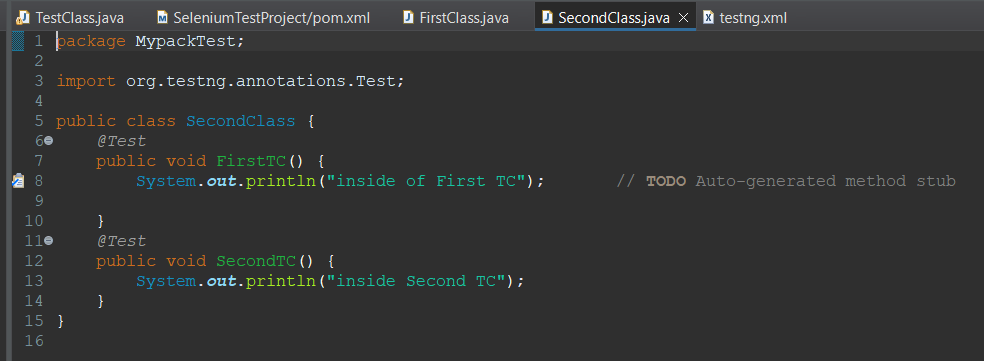 TestClass.java SeleniumTestProject/pom.xml FirstClass.java SecondClass.java testng.xml
1 package MypackTest;
2
3 import org.testng.annotations.Test;
4
5 public class SecondClass {
6 @Test
7 public void FirstTC() {
8 System.out.println("inside of First TC"); // TODO Auto-generated method stub
9
10 }
11 @Test
12 public void SecondTC() {
13 System.out.println("inside Second TC");
14 }
15 }
16